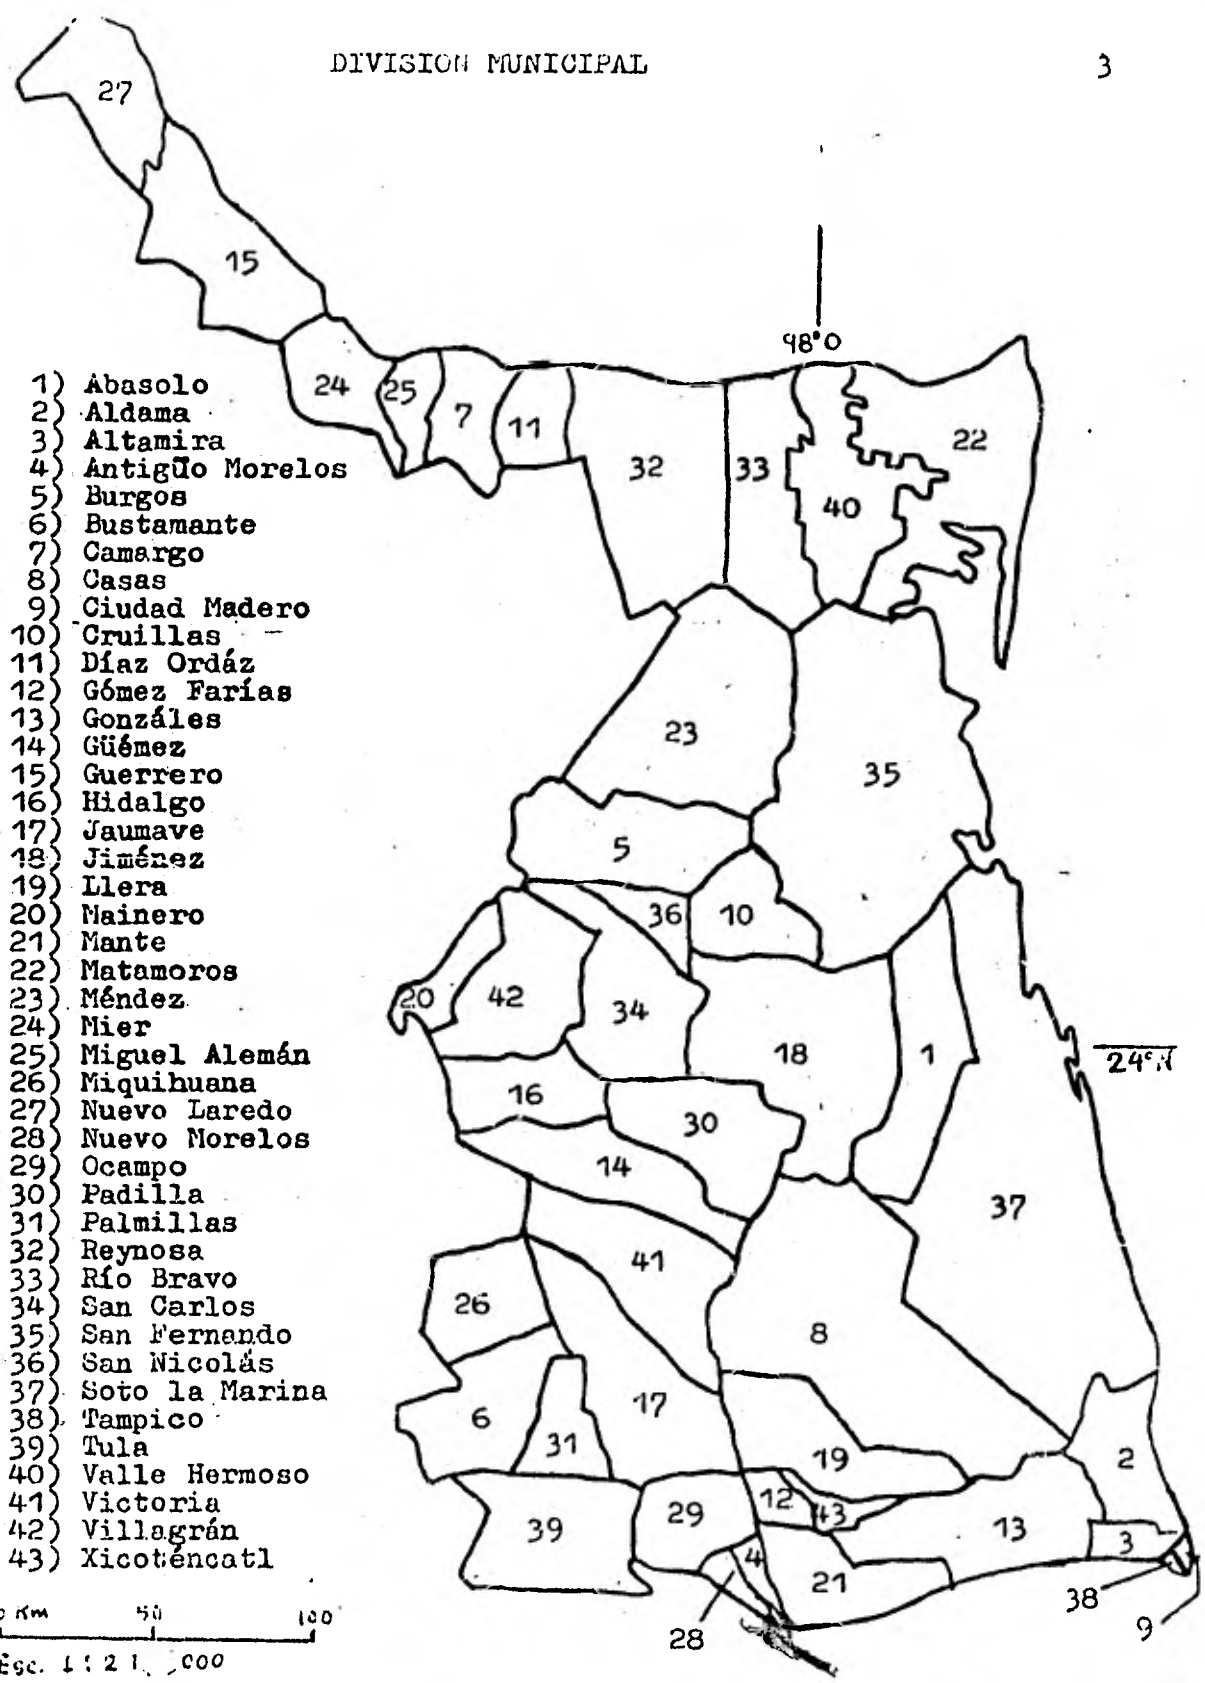 DIVISION MUNICIPAL
3
27
15
98°O
24
25
7
11
32
33
40
22
1) Abasolo
2) Aldama
3) Altamira
4) Antigüo Morelos
5) Burgos
6) Bustamante
7) Camargo
8) Casas
9) Ciudad Madero
10) Cruillas
11) Díaz Ordáz
12) Gómez Farías
13) Gonzáles
14) Güémez
15) Guerrero
16) Hidalgo
17) Jaumave
18) Jiménez
19) Llera
20) Mainero
21) Mante
22) Matamoros
23) Méndez
24) Mier
25) Miguel Alemán
26) Miquihuana
27) Nuevo Laredo
28) Nuevo Morelos
29) Ocampo
30) Padilla
31) Palmillas
32) Reynosa
33) Río Bravo
34) San Carlos
35) San Fernando
36) San Nicolás
37) Soto la Marina
38) Tampico
39) Tula
40) Valle Hermoso
41) Victoria
42) Villagrán
43) Xicoténcatl
23
35
5
36
10
20
42
34
18
1
24°N
16
30
14
37
41
26
8
6
17
31
19
2
12
43
29
39
13
3
4
21
38
28
9
Km 50 100
Esc.